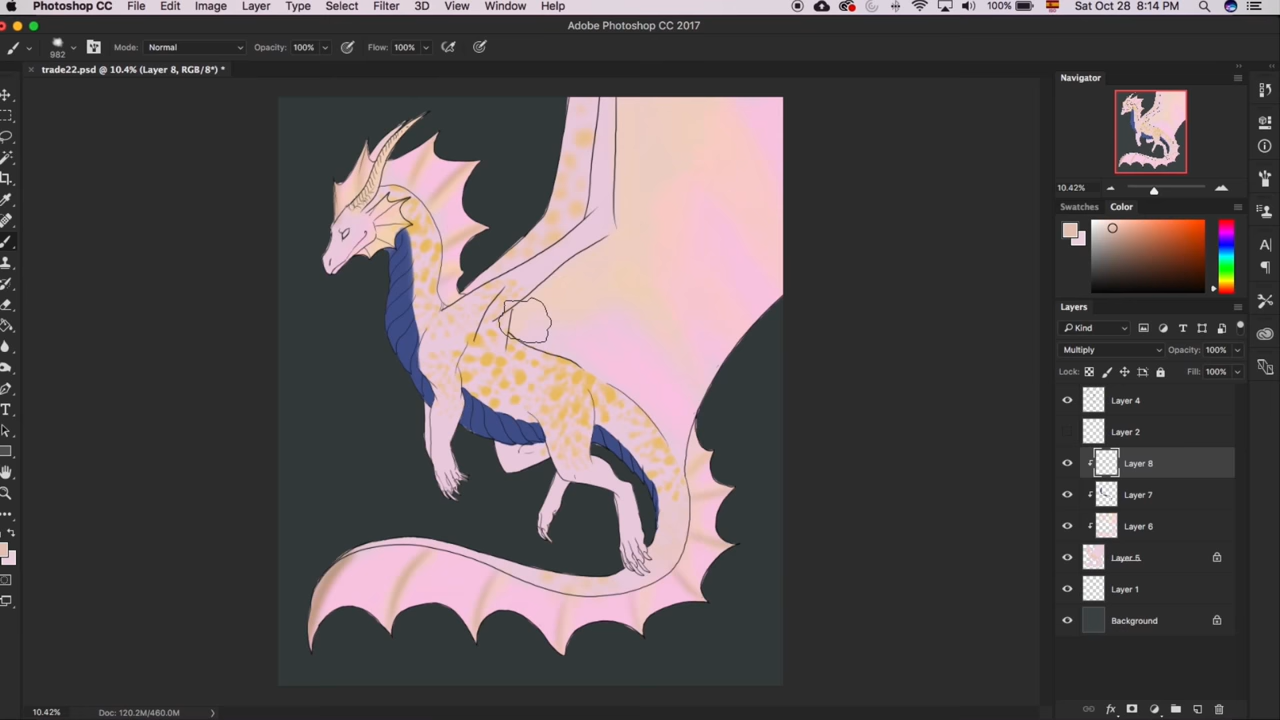 Photoshop CC File Edit Image Layer Type Select Filter 3D View Window Help 100% Sat Oct 28 8:14 PM
Adobe Photoshop CC 2017
982 Mode: Normal Opacity: 100% Flow: 100%
× trade22.psd @ 10.4% (Layer 8, RGB/8*) *
Navigator
10.42%
Swatches Color
Layers
Kind
Multiply Opacity: 100%
Lock: Fill: 100%
Layer 4
Layer 2
Layer 8
Layer 7
Layer 6
Layer 5
Layer 1
Background
10.42% Doc: 120.2M/460.0M